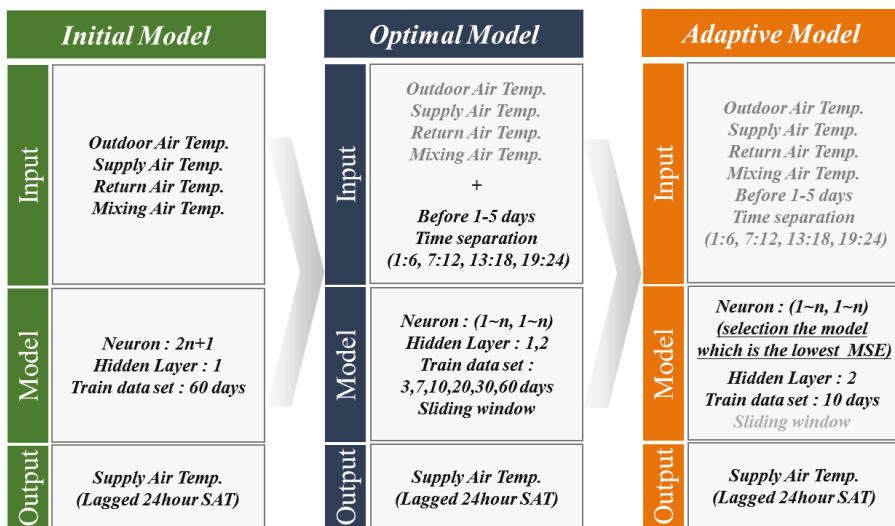 Initial Model
Input
Outdoor Air Temp.
Supply Air Temp.
Return Air Temp.
Mixing Air Temp.
Model
Neuron : 2n+1
Hidden Layer : 1
Train data set : 60 days
Output
Supply Air Temp.
(Lagged 24hour SAT)
Optimal Model
Input
Outdoor Air Temp.
Supply Air Temp.
Return Air Temp.
Mixing Air Temp.
+
Before 1-5 days
Time separation
(1:6, 7:12, 13:18, 19:24)
Model
Neuron : (1~n, 1~n)
Hidden Layer : 1,2
Train data set :
3,7,10,20,30,60 days
Sliding window
Output
Supply Air Temp.
(Lagged 24hour SAT)
Adaptive Model
Input
Outdoor Air Temp.
Supply Air Temp.
Return Air Temp.
Mixing Air Temp.
Before 1-5 days
Time separation
(1:6, 7:12, 13:18, 19:24)
Model
Neuron : (1~n, 1~n)
(selection the model
which is the lowest MSE)
Hidden Layer : 2
Train data set : 10 days
Sliding window
Output
Supply Air Temp.
(Lagged 24hour SAT)